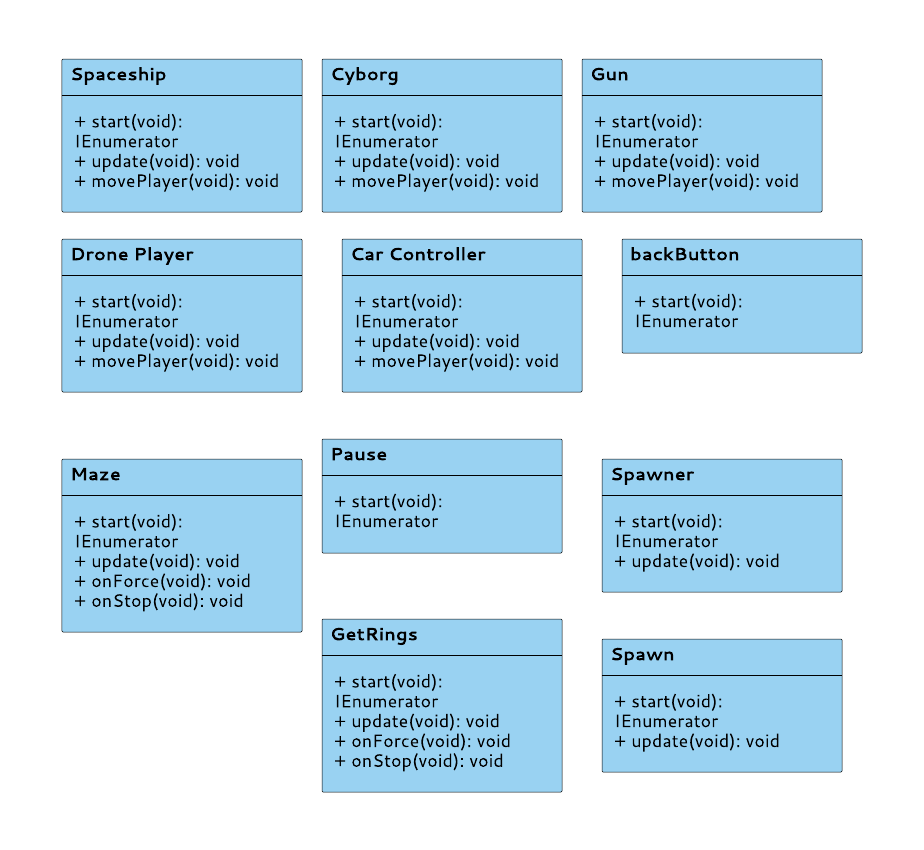 Spaceship
+ start(void):
IEnumerator
+ update(void): void
+ movePlayer(void): void
Cyborg
+ start(void):
IEnumerator
+ update(void): void
+ movePlayer(void): void
Gun
+ start(void):
IEnumerator
+ update(void): void
+ movePlayer(void): void
Drone Player
+ start(void):
IEnumerator
+ update(void): void
+ movePlayer(void): void
Car Controller
+ start(void):
IEnumerator
+ update(void): void
+ movePlayer(void): void
backButton
+ start(void):
IEnumerator
Maze
+ start(void):
IEnumerator
+ update(void): void
+ onForce(void): void
+ onStop(void): void
Pause
+ start(void):
IEnumerator
Spawner
+ start(void):
IEnumerator
+ update(void): void
GetRings
+ start(void):
IEnumerator
+ update(void): void
+ onForce(void): void
+ onStop(void): void
Spawn
+ start(void):
IEnumerator
+ update(void): void